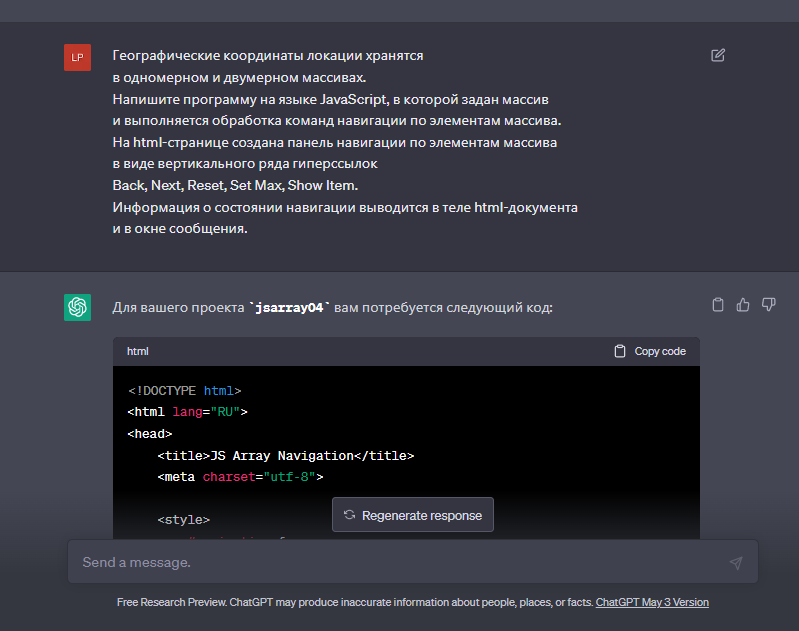 LP
Географические координаты локации хранятся
в одномерном и двумерном массивах.
Напишите программу на языке JavaScript, в которой задан массив
и выполняется обработка команд навигации по элементам массива.
На html-странице создана панель навигации по элементам массива
в виде вертикального ряда гиперссылок
Back, Next, Reset, Set Max, Show Item.
Информация о состоянии навигации выводится в теле html-документа
и в окне сообщения.
Для вашего проекта `jsarray04` вам потребуется следующий код:
html Copy code
<!DOCTYPE html>
<html lang="RU">
<head>
<title>JS Array Navigation</title>
<meta charset="utf-8">
<style>
Regenerate response
Send a message.
Free Research Preview. ChatGPT may produce inaccurate information about people, places, or facts. ChatGPT May 3 Version